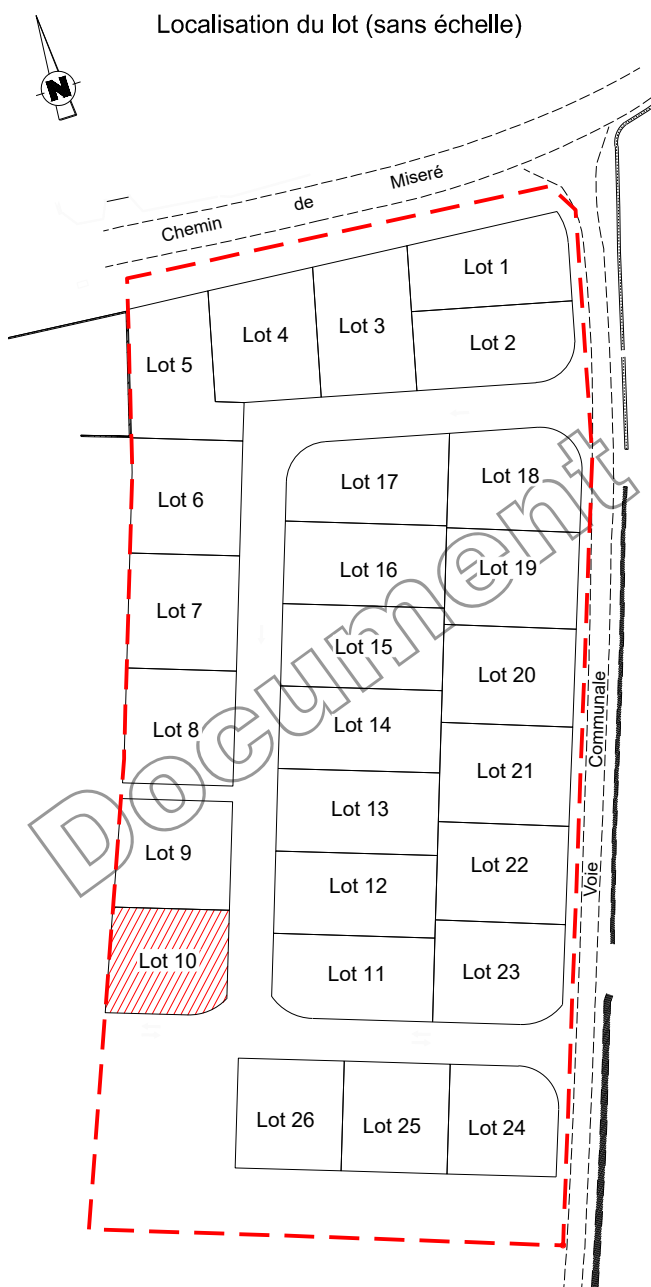 Localisation du lot (sans échelle)
N
Chemin de Miseré
Lot 1
Lot 2
Lot 3
Lot 4
Lot 5
Lot 6
Lot 7
Lot 8
Lot 9
Lot 10
Lot 17
Lot 18
Lot 16
Lot 19
Lot 15
Lot 20
Lot 14
Lot 21
Lot 13
Lot 22
Lot 12
Lot 23
Lot 11
Lot 26
Lot 25
Lot 24
Voie Communale
Document